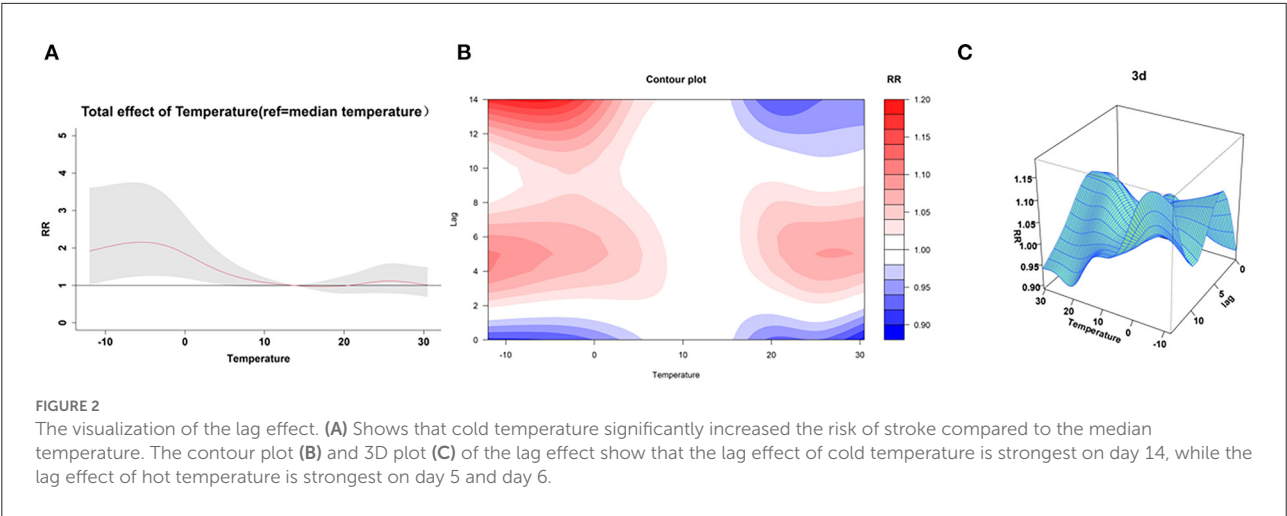 A
B
C
Total effect of Temperature(ref=median temperature）
5
4
3
2
1
0
RR
-10
0
10
20
30
Temperature
Contour plot
RR
14
12
10
8
6
4
2
0
Lag
-10
0
10
20
30
Temperature
1.20
1.15
1.10
1.05
1.00
0.95
0.90
3d
1.15
1.10
1.05
1.00
0.95
0.90
RR
30
20
10
0
-10
Temperature
0
5
10
lag
FIGURE 2
The visualization of the lag effect. (A) Shows that cold temperature significantly increased the risk of stroke compared to the median
temperature. The contour plot (B) and 3D plot (C) of the lag effect show that the lag effect of cold temperature is strongest on day 14, while the
lag effect of hot temperature is strongest on day 5 and day 6.